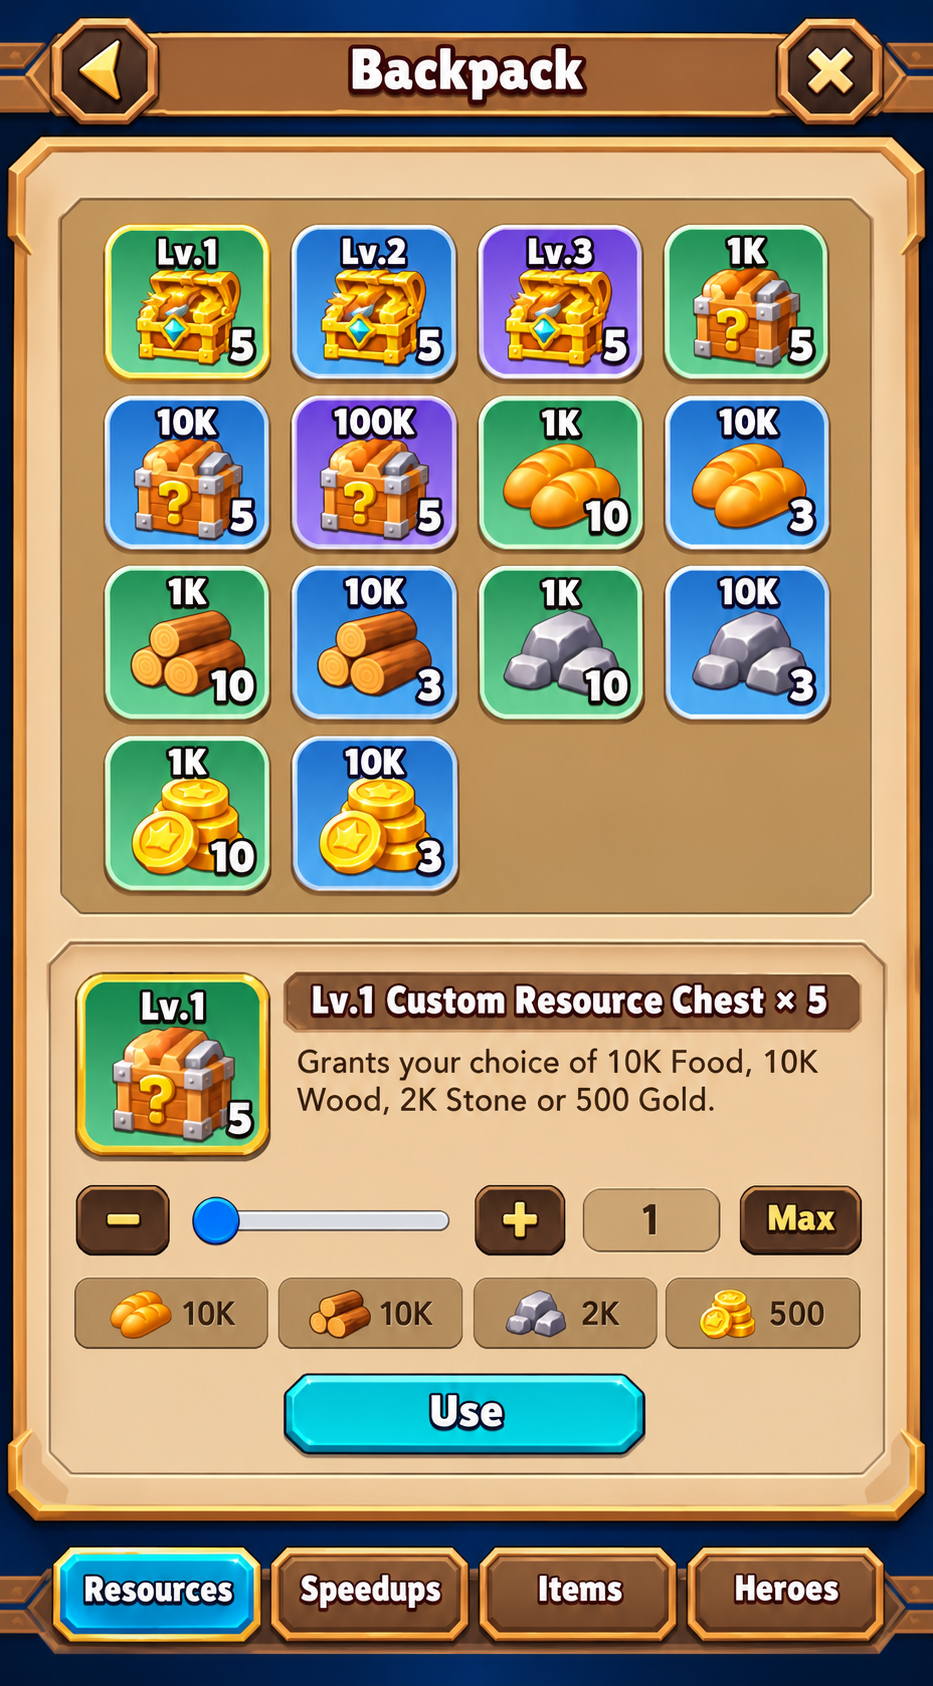 Backpack
Lv.1
5
Lv.2
5
Lv.3
5
1K
?
5
10K
?
5
100K
?
5
1K
10
10K
3
1K
10
10K
3
1K
10
10K
3
1K
10
10K
3
Lv.1
?
5
Lv.1 Custom Resource Chest × 5
Grants your choice of 10K Food, 10K
Wood, 2K Stone or 500 Gold.
1
Max
10K
10K
2K
500
Use
Resources
Speedups
Items
Heroes